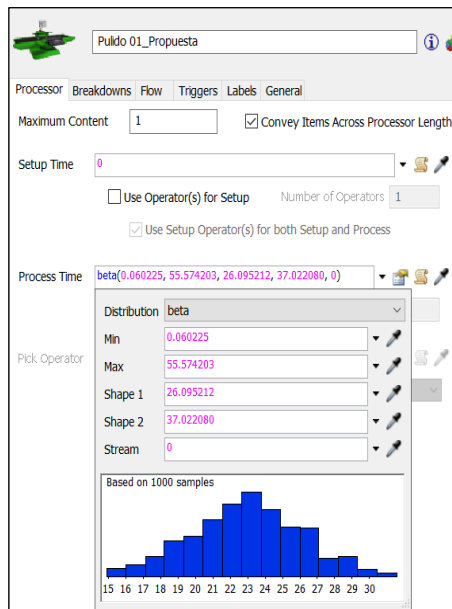 Pulido 01_Propuesta
Processor Breakdowns Flow Triggers Labels General
Maximum Content 1 Convey Items Across Processor Length
Setup Time 0
Use Operator(s) for Setup Number of Operators 1
Use Setup Operator(s) for both Setup and Process
Process Time beta(0.060225, 55.574203, 26.095212, 37.022080, 0)
Distribution beta
Min 0.060225
Pick Operator
Max 55.574203
Shape 1 26.095212
Shape 2 37.022080
Stream 0
Based on 1000 samples
15 16 17 18 19 20 21 22 23 24 25 26 27 28 29 30